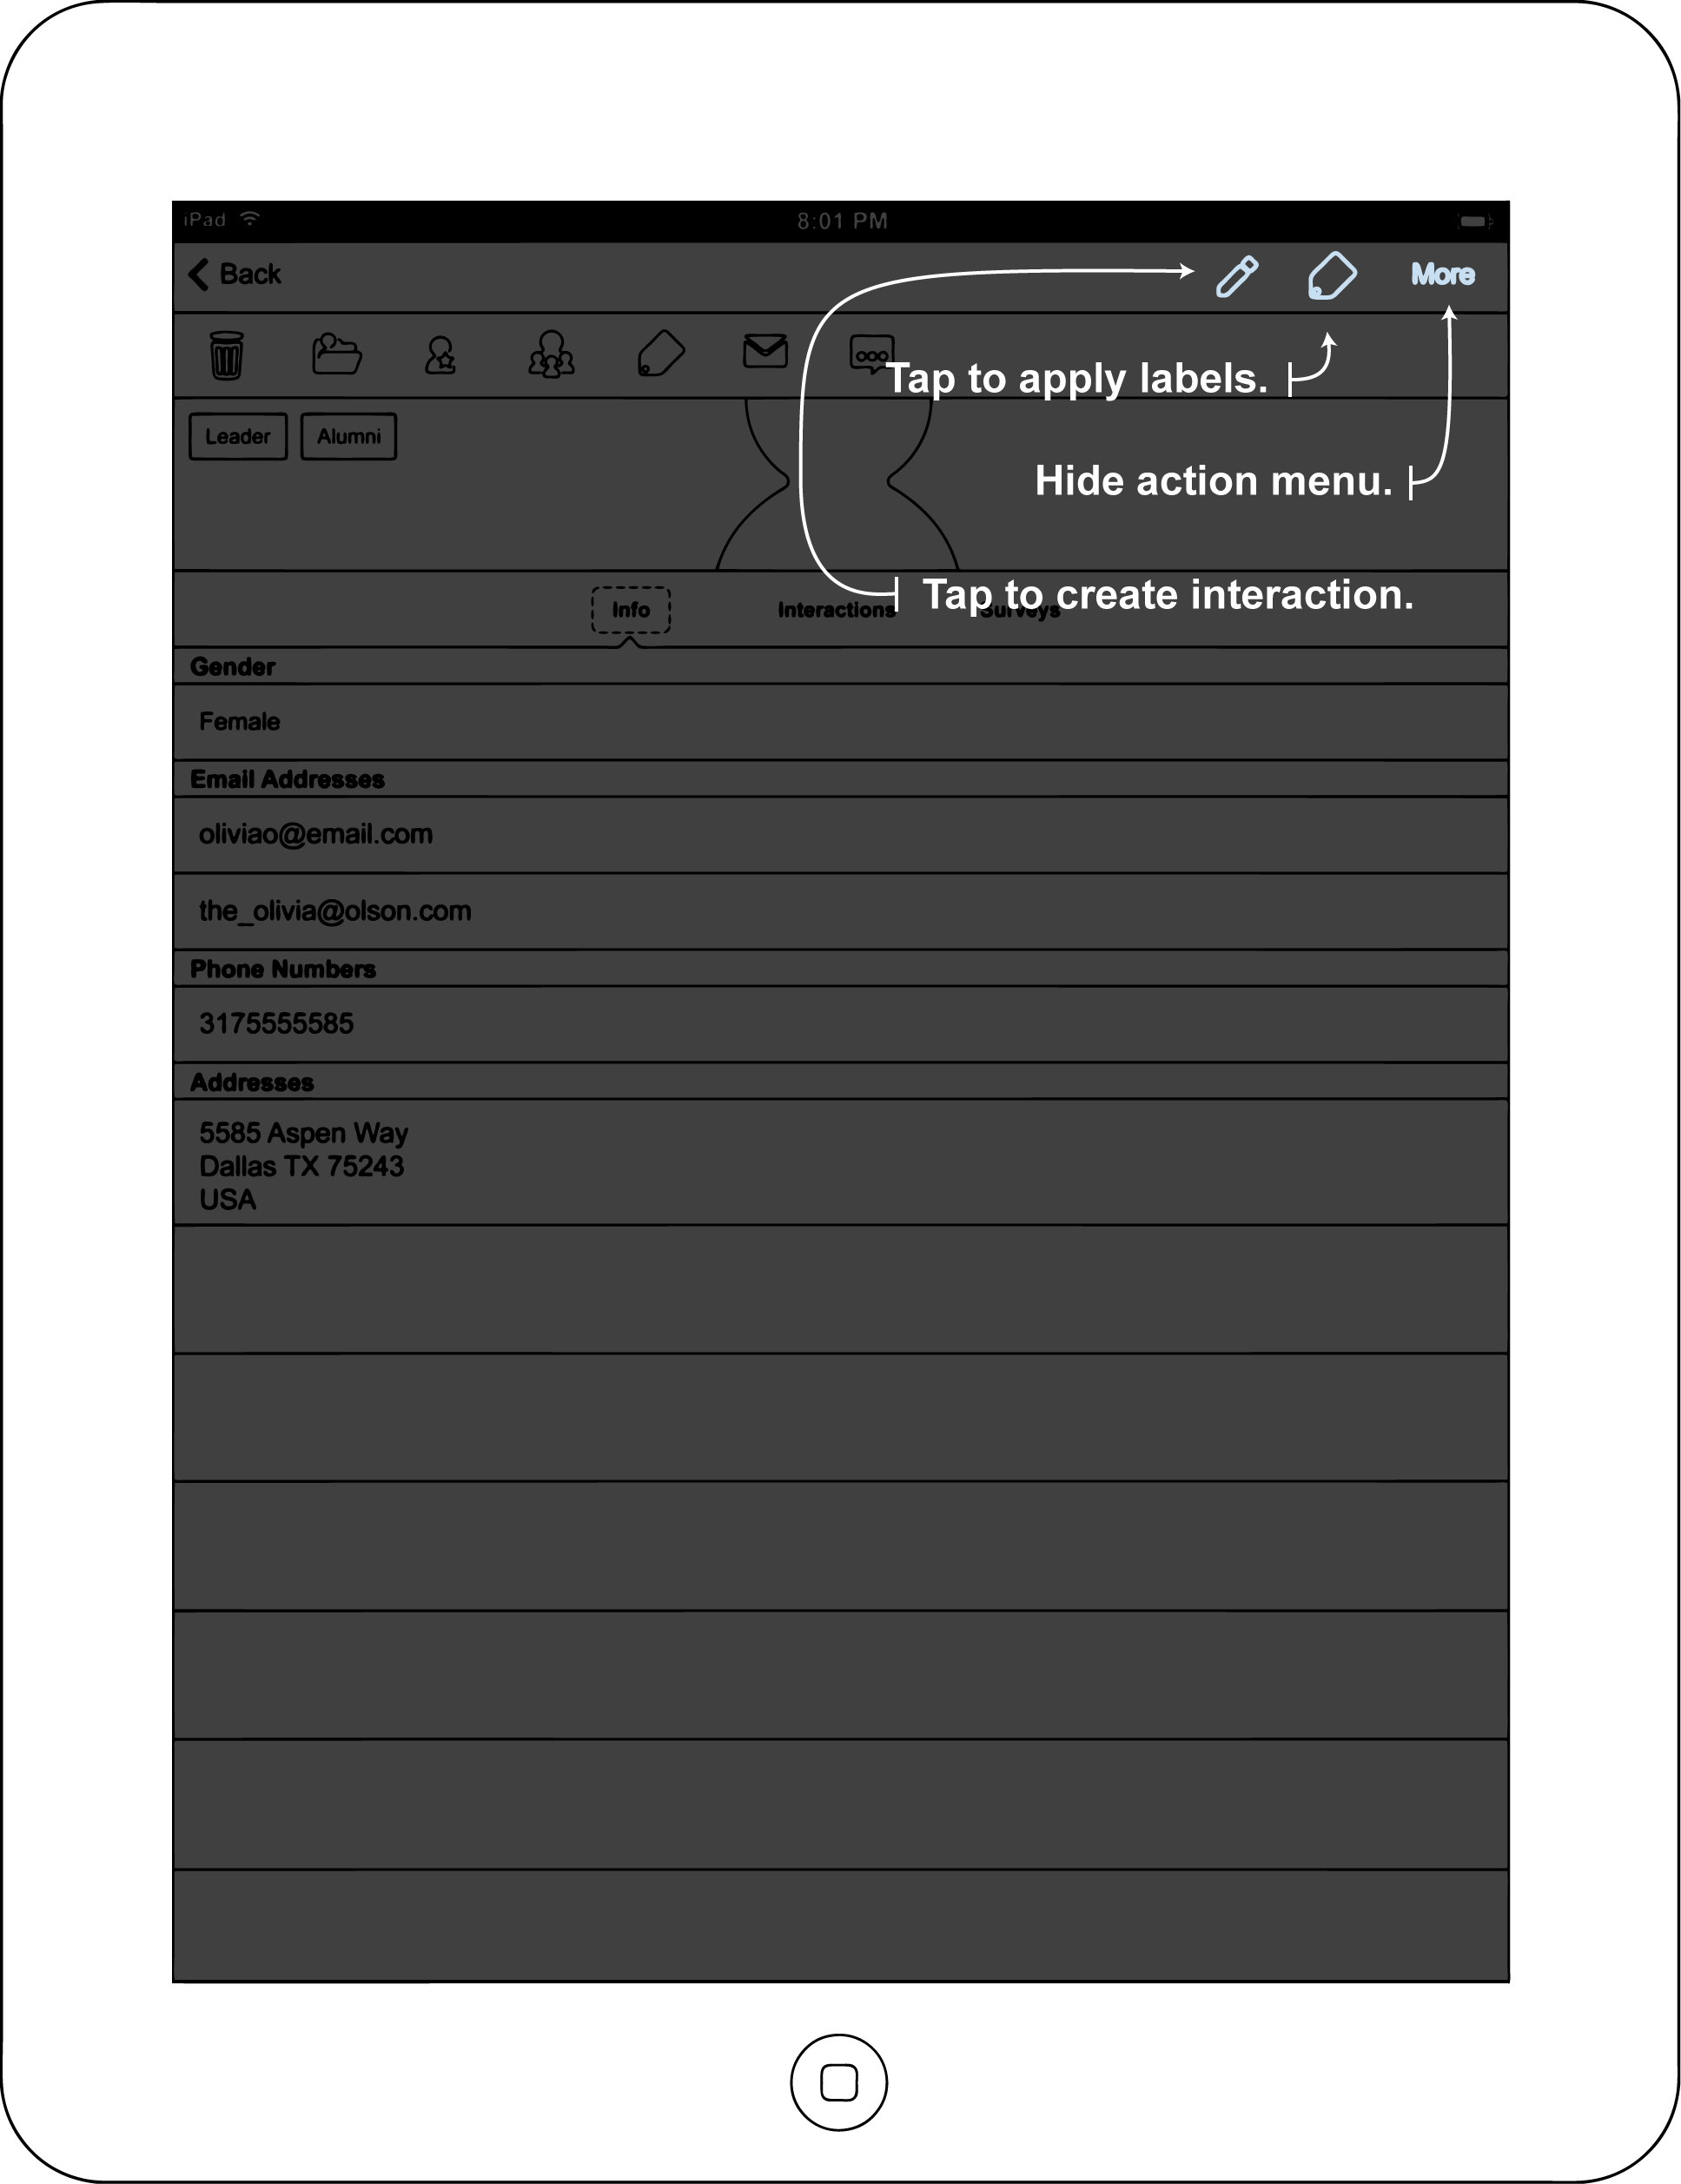 iPad 8:01 PM
Back More
Tap to apply labels.
Leader Alumni
Hide action menu.
Tap to create interaction.
Info Interactions Surveys
Gender
Female
Email Addresses
oliviao@email.com
the_olivia@olson.com
Phone Numbers
3175555585
Addresses
5585 Aspen Way
Dallas TX 75243
USA